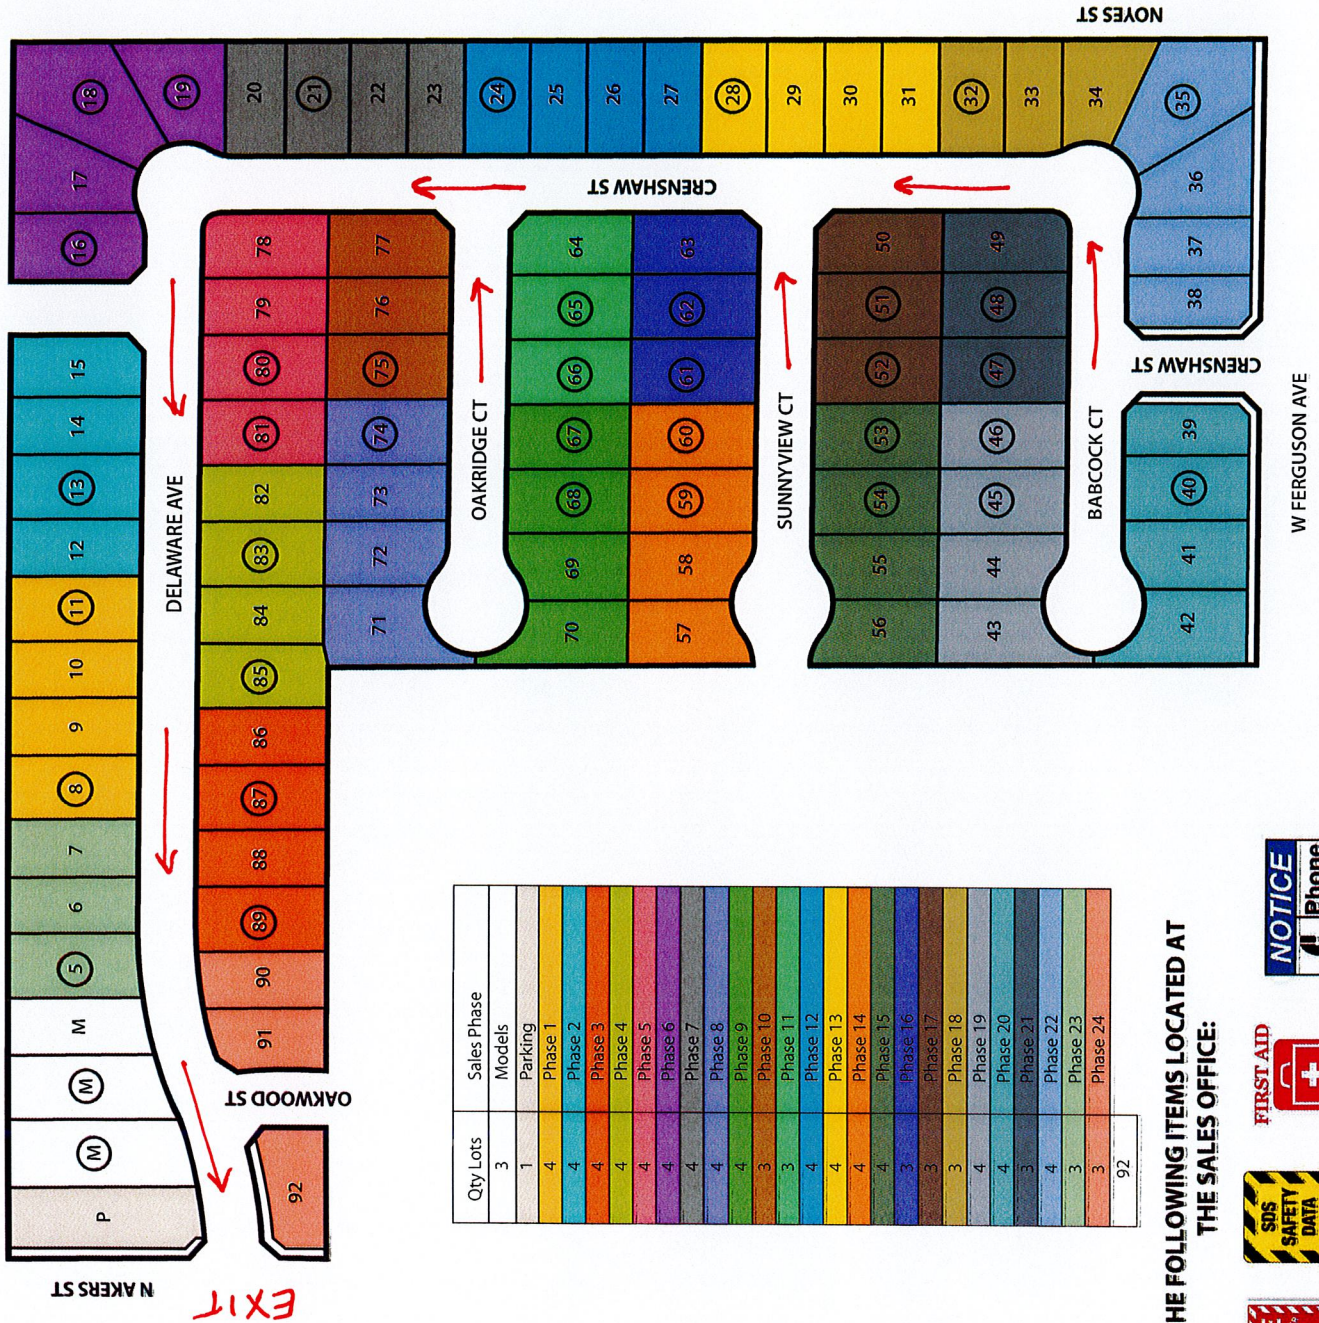 NOYES ST
18
19
20
21
22
23
24
25
26
27
28
29
30
31
32
33
34
35
17
16
36
37
38
CRENSHAW ST
78
77
64
63
50
49
79
76
65
62
51
48
80
75
66
61
52
47
81
74
67
60
53
46
82
73
68
59
54
45
83
72
69
58
55
44
84
71
70
57
56
43
85
86
87
88
89
90
91
92
15
14
13
12
11
10
9
8
7
6
5
M
M
M
P
39
40
41
42
DELAWARE AVE
OAKRIDGE CT
SUNNYVIEW CT
BABCOCK CT
CRENSHAW ST
W FERGUSON AVE
OAKWOOD ST
N AKERS ST
EXIT
Qty Lots Sales Phase
3 Models
1 Parking
4 Phase 1
4 Phase 2
4 Phase 3
4 Phase 4
4 Phase 5
4 Phase 6
4 Phase 7
4 Phase 8
4 Phase 9
3 Phase 10
3 Phase 11
4 Phase 12
4 Phase 13
4 Phase 14
4 Phase 15
3 Phase 16
3 Phase 17
3 Phase 18
4 Phase 19
4 Phase 20
3 Phase 21
4 Phase 22
3 Phase 23
3 Phase 24
92
HE FOLLOWING ITEMS LOCATED AT
THE SALES OFFICE:
SDS
SAFETY
DATA
FIRST AID
NOTICE
Phone